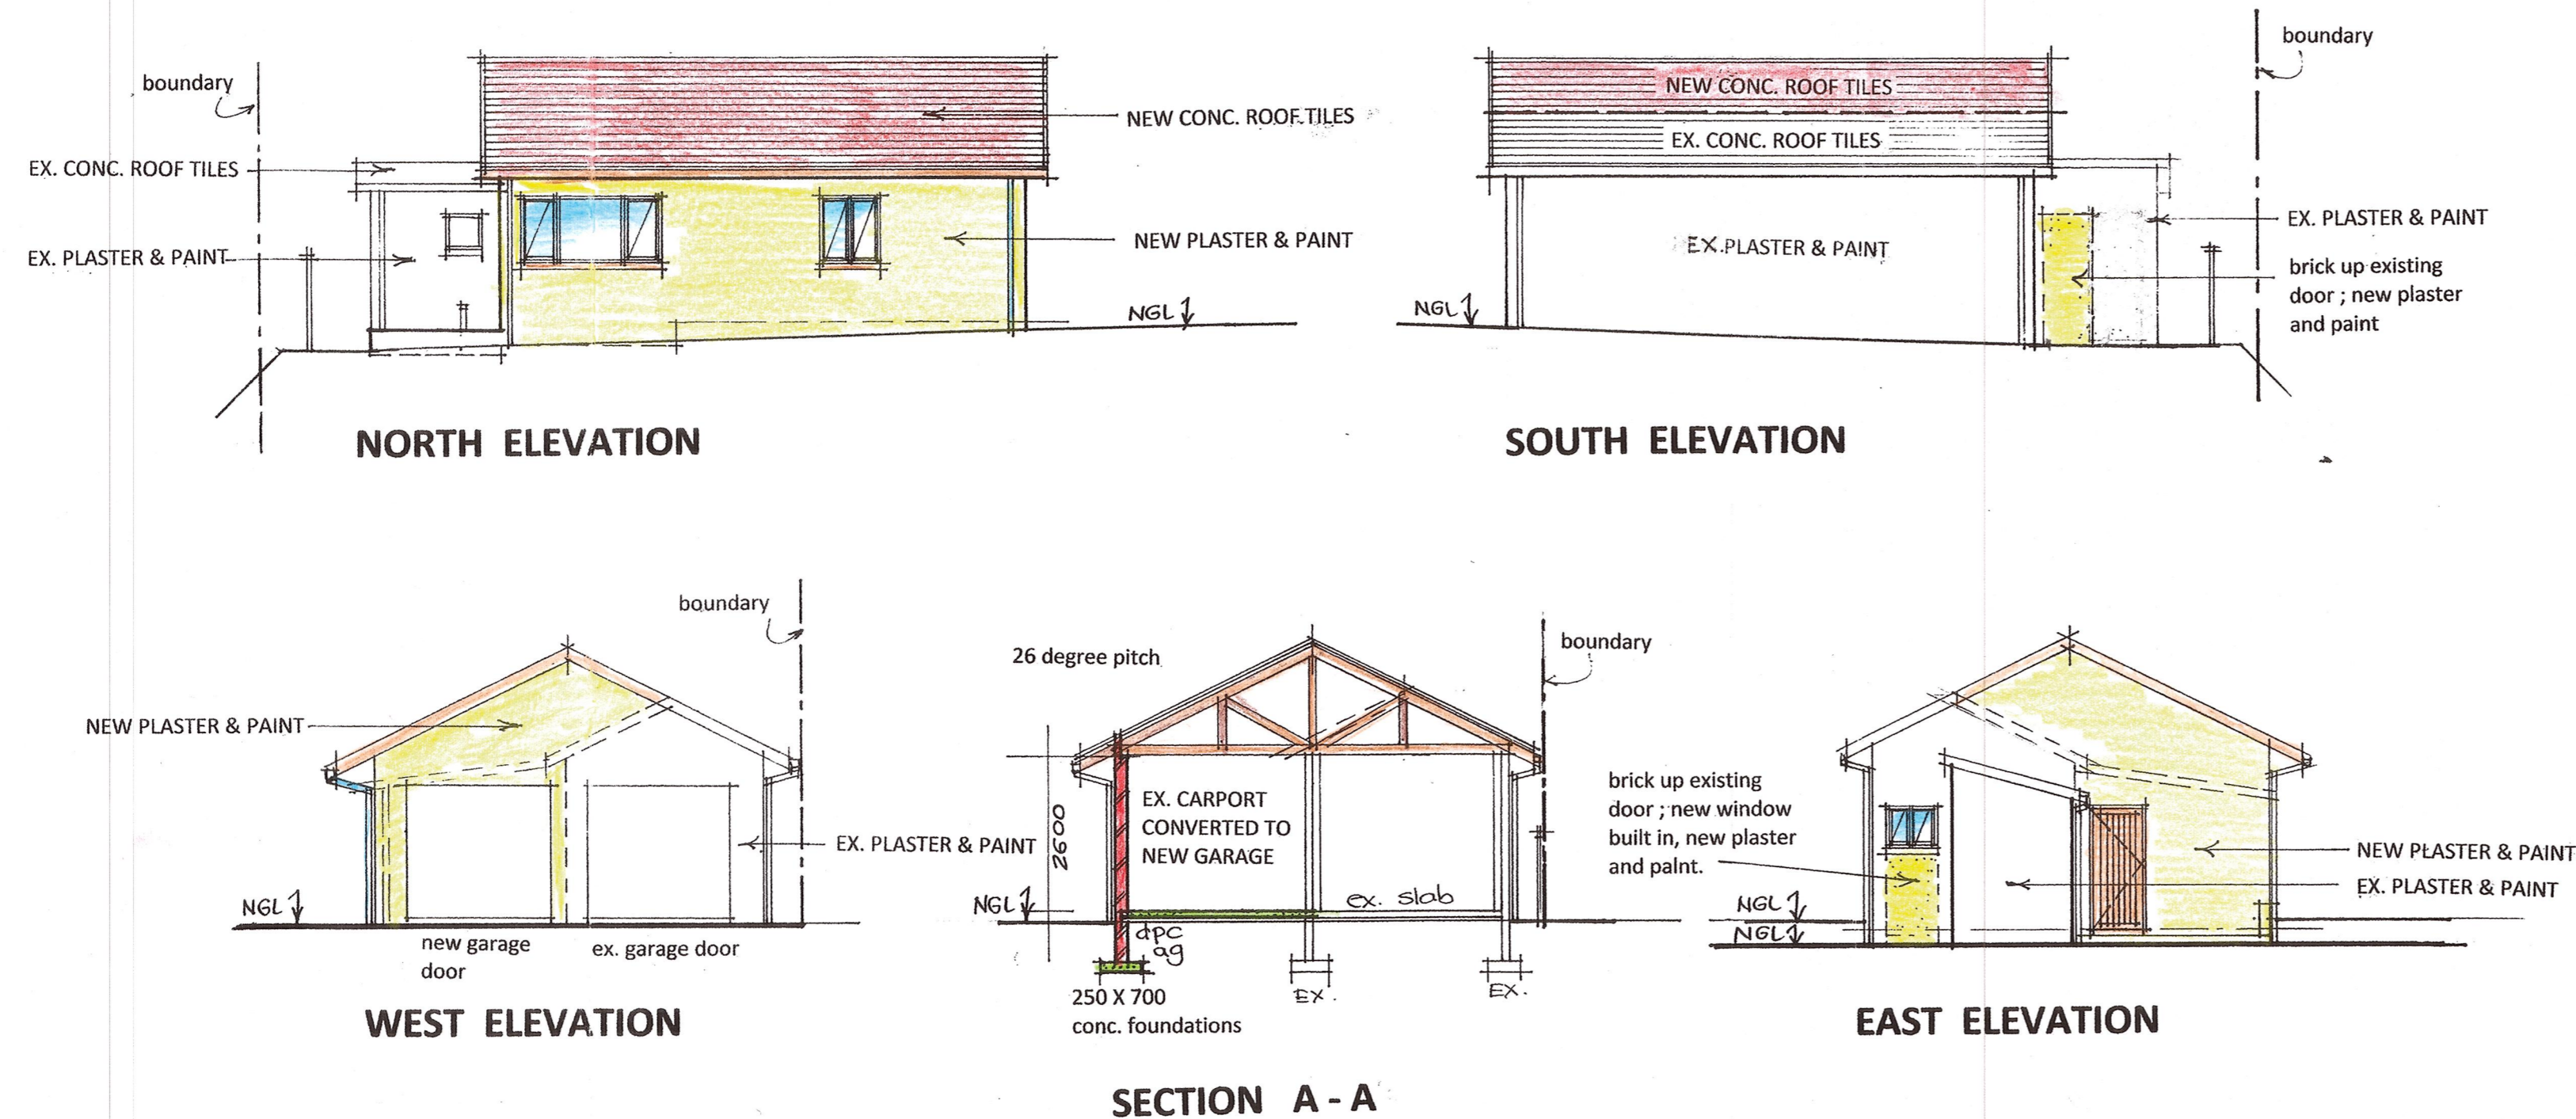 boundary
EX. CONC. ROOF TILES
EX. PLASTER & PAINT
NEW CONC. ROOF TILES
NEW PLASTER & PAINT
NGL
NORTH ELEVATION
boundary
NEW CONC. ROOF TILES
EX. CONC. ROOF TILES
EX. PLASTER & PAINT
EX. PLASTER & PAINT
brick up existing
door ; new plaster
and paint
NGL
SOUTH ELEVATION
boundary
NEW PLASTER & PAINT
EX. PLASTER & PAINT
NGL
new garage
door
ex. garage door
WEST ELEVATION
26 degree pitch
boundary
2600
EX. CARPORT
CONVERTED TO
NEW GARAGE
NGL
ex. slab
dpc
ag
250 X 700
conc. foundations
EX.
EX.
SECTION A - A
brick up existing
door ; new window
built in, new plaster
and paint.
NGL
NGL
NEW PLASTER & PAINT
EX. PLASTER & PAINT
EAST ELEVATION